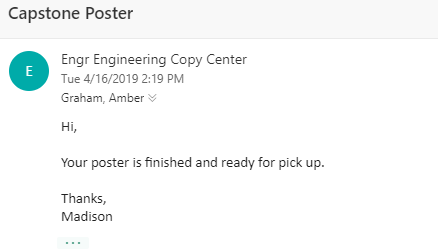 Capstone Poster
E
Engr Engineering Copy Center
Tue 4/16/2019 2:19 PM
Graham, Amber
Hi,
Your poster is finished and ready for pick up.
Thanks,
Madison
...